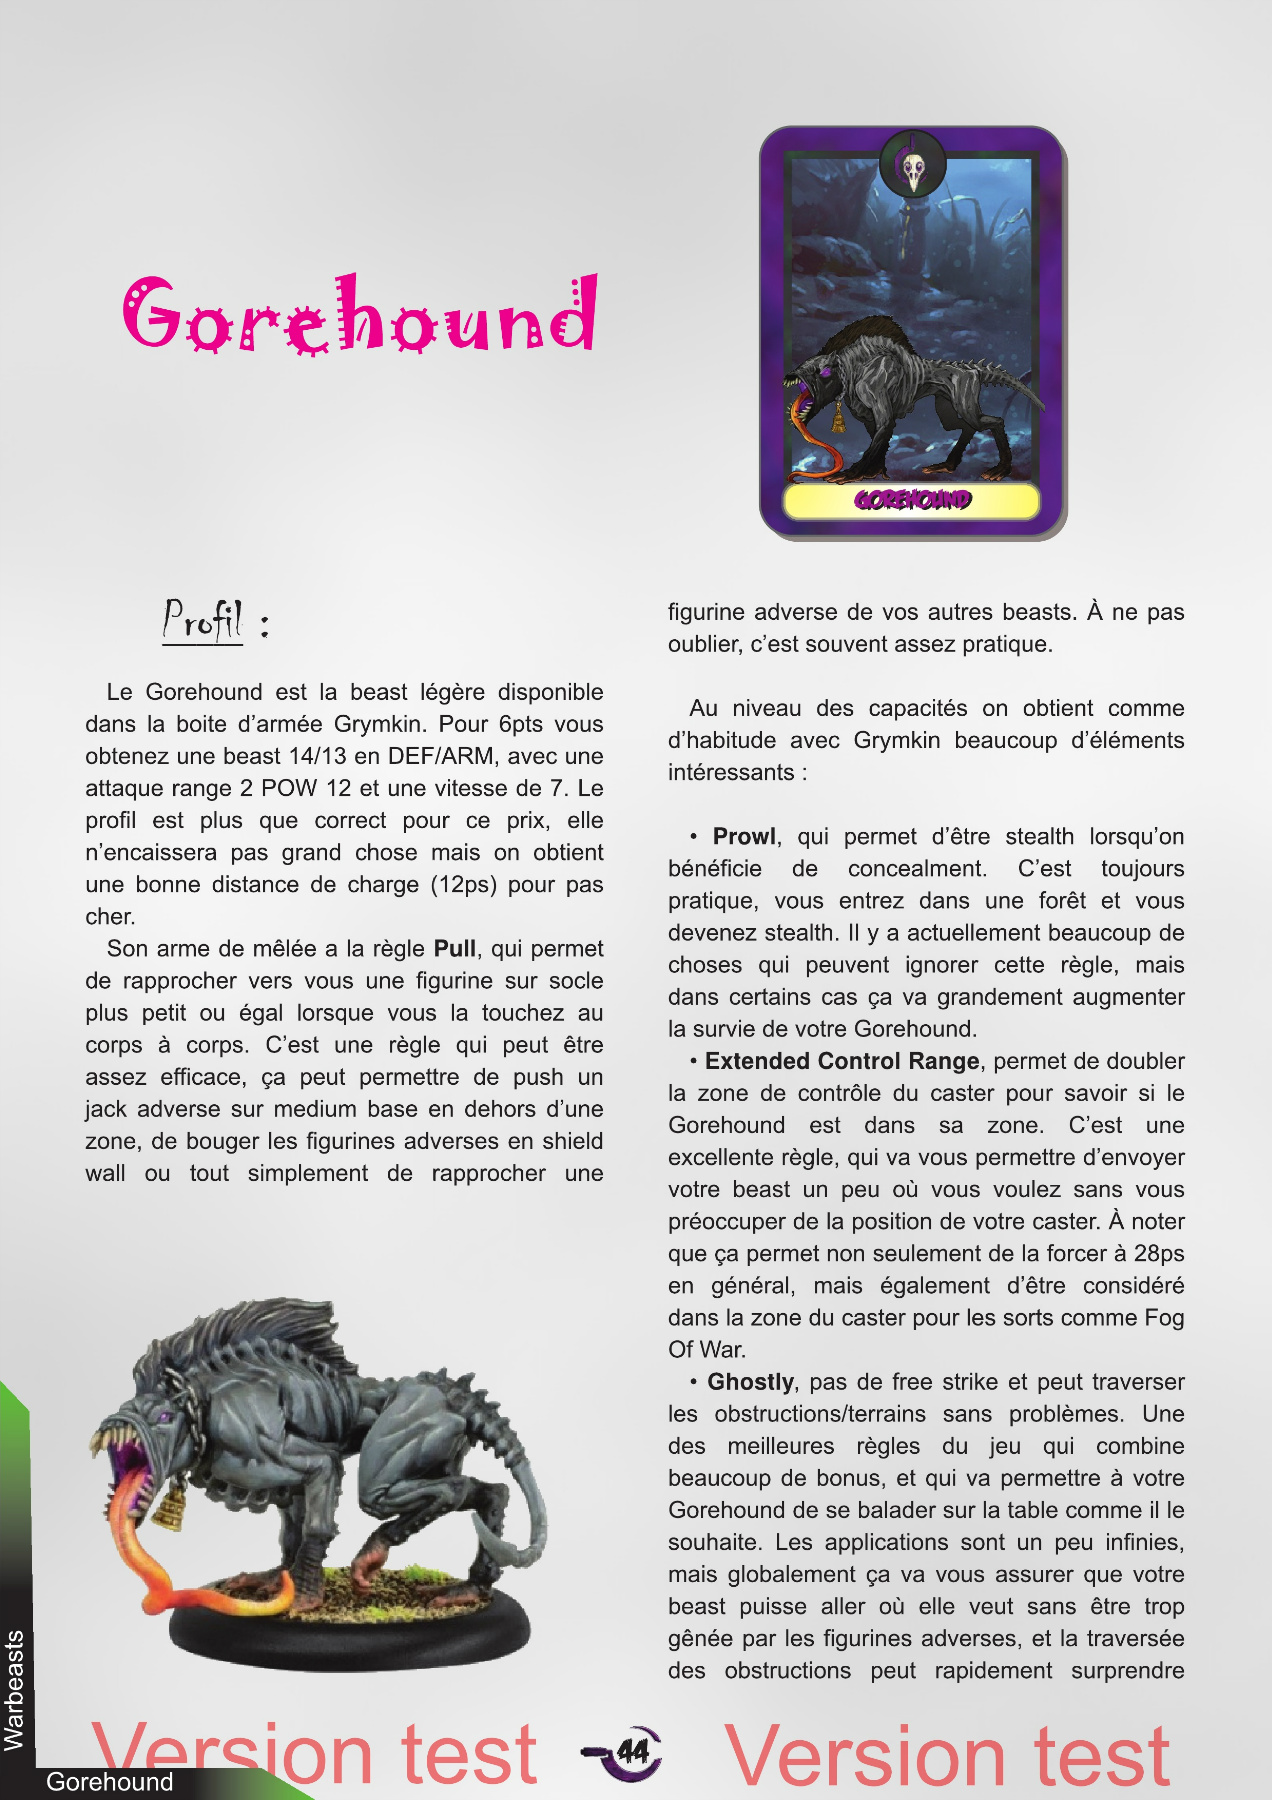 Gorehound
GOREHOUND
Profil :
Le Gorehound est la beast légère disponible
dans la boite d’armée Grymkin. Pour 6pts vous
obtenez une beast 14/13 en DEF/ARM, avec une
attaque range 2 POW 12 et une vitesse de 7. Le
profil est plus que correct pour ce prix, elle
n’encaissera pas grand chose mais on obtient
une bonne distance de charge (12ps) pour pas
cher.
Son arme de mêlée a la règle Pull, qui permet
de rapprocher vers vous une figurine sur socle
plus petit ou égal lorsque vous la touchez au
corps à corps. C’est une règle qui peut être
assez efficace, ça peut permettre de push un
jack adverse sur medium base en dehors d’une
zone, de bouger les figurines adverses en shield
wall ou tout simplement de rapprocher une
figurine adverse de vos autres beasts. À ne pas
oublier, c’est souvent assez pratique.
Au niveau des capacités on obtient comme
d’habitude avec Grymkin beaucoup d’éléments
intéressants :
• Prowl, qui permet d’être stealth lorsqu’on
bénéficie de concealment. C’est toujours
pratique, vous entrez dans une forêt et vous
devenez stealth. Il y a actuellement beaucoup de
choses qui peuvent ignorer cette règle, mais
dans certains cas ça va grandement augmenter
la survie de votre Gorehound.
• Extended Control Range, permet de doubler
la zone de contrôle du caster pour savoir si le
Gorehound est dans sa zone. C’est une
excellente règle, qui va vous permettre d’envoyer
votre beast un peu où vous voulez sans vous
préoccuper de la position de votre caster. À noter
que ça permet non seulement de la forcer à 28ps
en général, mais également d’être considéré
dans la zone du caster pour les sorts comme Fog
Of War.
• Ghostly, pas de free strike et peut traverser
les obstructions/terrains sans problèmes. Une
des meilleures règles du jeu qui combine
beaucoup de bonus, et qui va permettre à votre
Gorehound de se balader sur la table comme il le
souhaite. Les applications sont un peu infinies,
mais globalement ça va vous assurer que votre
beast puisse aller où elle veut sans être trop
gênée par les figurines adverses, et la traversée
des obstructions peut rapidement surprendre
Warbeasts
Gorehound
Version test
44
Version test